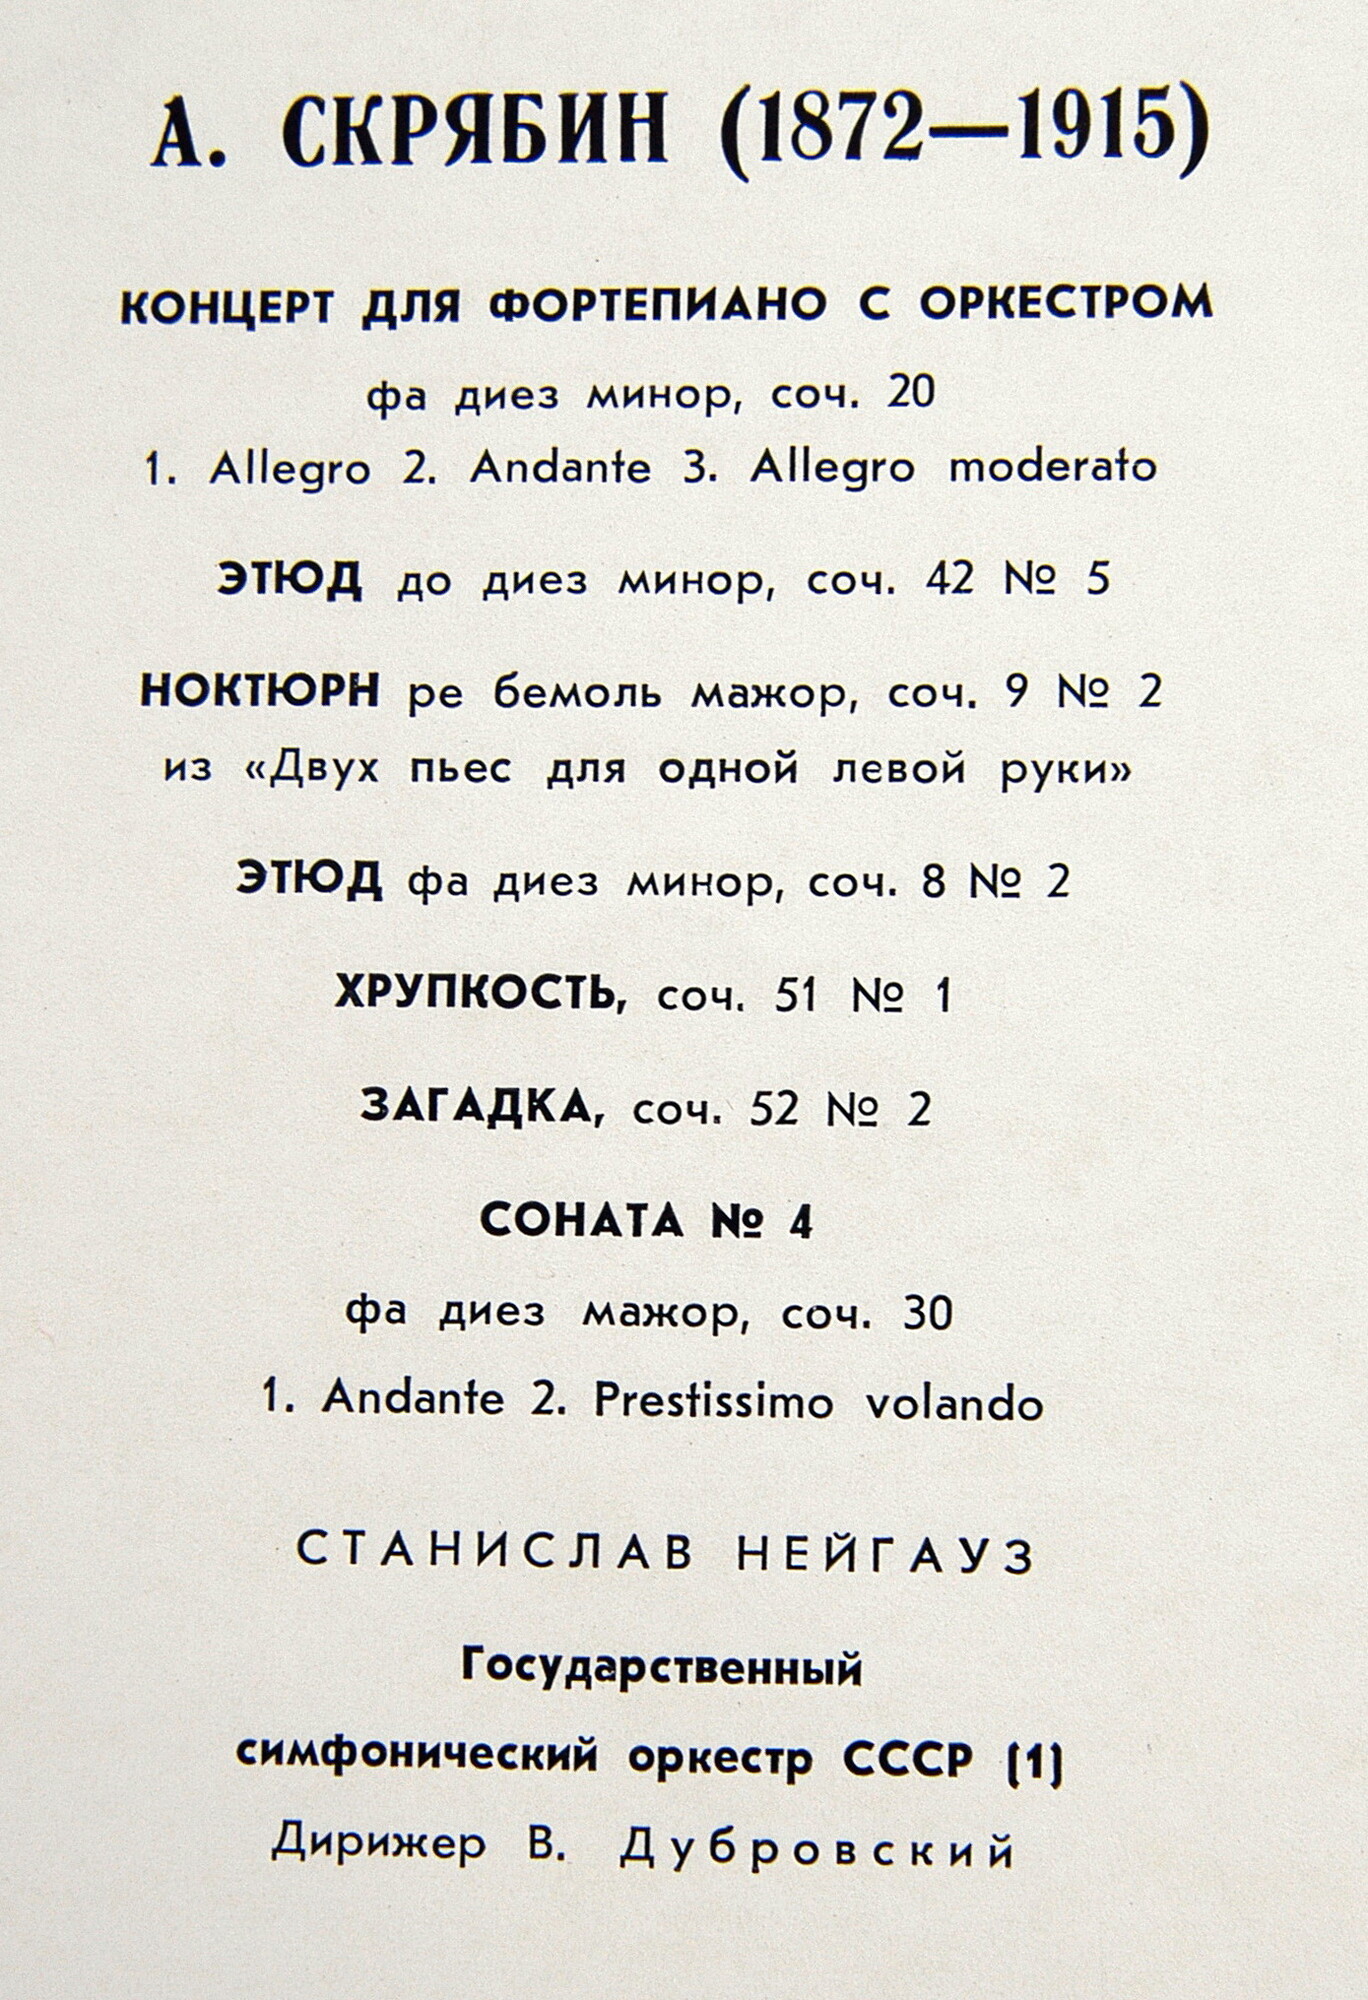 А. СКРЯБИН (1872—1915)
КОНЦЕРТ ДЛЯ ФОРТЕПИАНО С ОРКЕСТРОМ
фа диез минор, соч. 20
1. Allegro 2. Andante 3. Allegro moderato
ЭТЮД до диез минор, соч. 42 № 5
НОКТЮРН ре бемоль мажор, соч. 9 № 2
из «Двух пьес для одной левой руки»
ЭТЮД фа диез минор, соч. 8 № 2
ХРУПКОСТЬ, соч. 51 № 1
ЗАГАДКА, соч. 52 № 2
СОНАТА № 4
фа диез мажор, соч. 30
1. Andante 2. Prestissimo volando
СТАНИСЛАВ НЕЙГАУЗ
Государственный
симфонический оркестр СССР (1)
Дирижер В. Дубровский